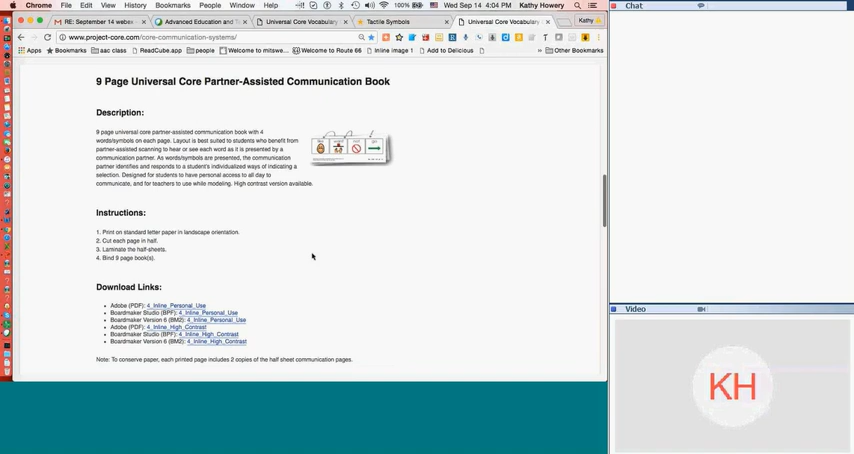 Chrome File Edit View History Bookmarks People Window Help 100% Wed Sep 14 4:04 PM Kathy Howery
RE: September 14 webex Advanced Education and T Universal Core Vocabulary Tactile Symbols Universal Core Vocabulary Kathy
www.project-core.com/core-communication-systems/
Apps Bookmarks aac class ReadCube.app Pocket Welcome to mitswe... Welcome to Route 66 Inline image 1 Add to Delicious Other Bookmarks
9 Page Universal Core Partner-Assisted Communication Book
Description:
9 page universal core partner-assisted communication book with 4
words/symbols on each page. Layout is best suited to students who benefit from
partner-assisted scanning to hear or see each word as it is presented by a
communication partner. As words/symbols are presented, the communication
partner identifies and responds to a student's individualized ways of indicating a
selection. Designed for students to have personal access to all day to
communicate, and for teachers to use while modeling. High contrast version available.
Instructions:
1. Print on standard letter paper in landscape orientation.
2. Cut each page in half.
3. Laminate the half-sheets.
4. Bind 9 page book(s).
Download Links:
Adobe (PDF): 4_Inline_Personal_Use
Boardmaker Studio (BPF): 4_Inline_Personal_Use
Boardmaker Version 6 (BM2): 4_Inline_Personal_Use
Adobe (PDF): 4_Inline_High_Contrast
Boardmaker Studio (BPF): 4_Inline_High_Contrast
Boardmaker Version 6 (BM2): 4_Inline_High_Contrast
Note: To conserve paper, each printed page includes 2 copies of the half sheet communication pages.
Chat
Video
KH